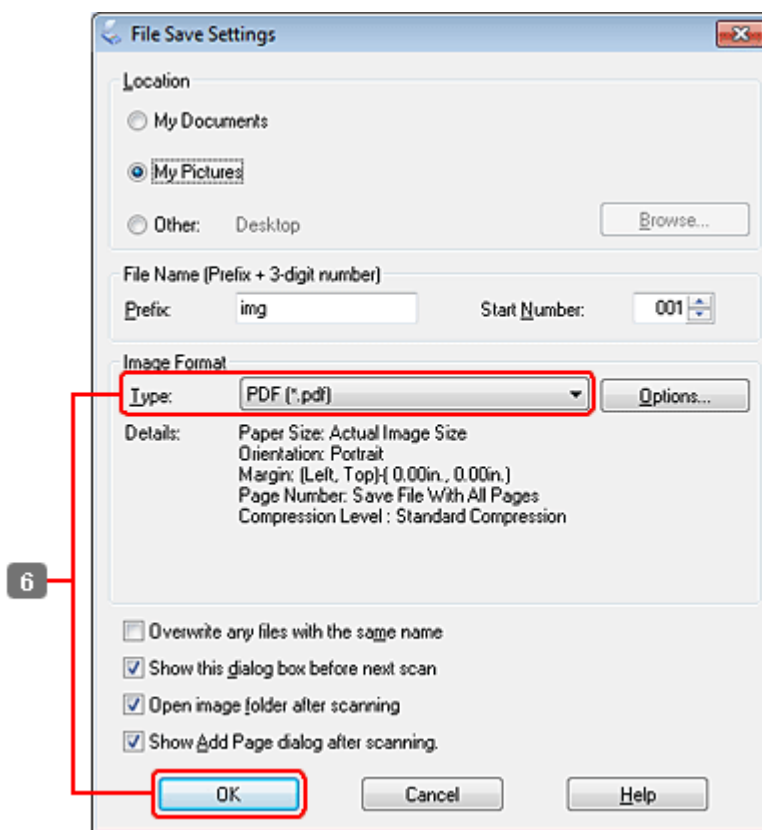 File Save Settings
Location
My Documents
My Pictures
Other: Desktop Browse...
File Name (Prefix + 3-digit number)
Prefix: img Start Number: 001
Image Format
Type: PDF (*.pdf) Options...
Details: Paper Size: Actual Image Size
Orientation: Portrait
Margin: (Left, Top)-( 0.00in., 0.00in.)
Page Number: Save File With All Pages
Compression Level : Standard Compression
6
Overwrite any files with the same name
Show this dialog box before next scan
Open image folder after scanning
Show Add Page dialog after scanning.
OK Cancel Help